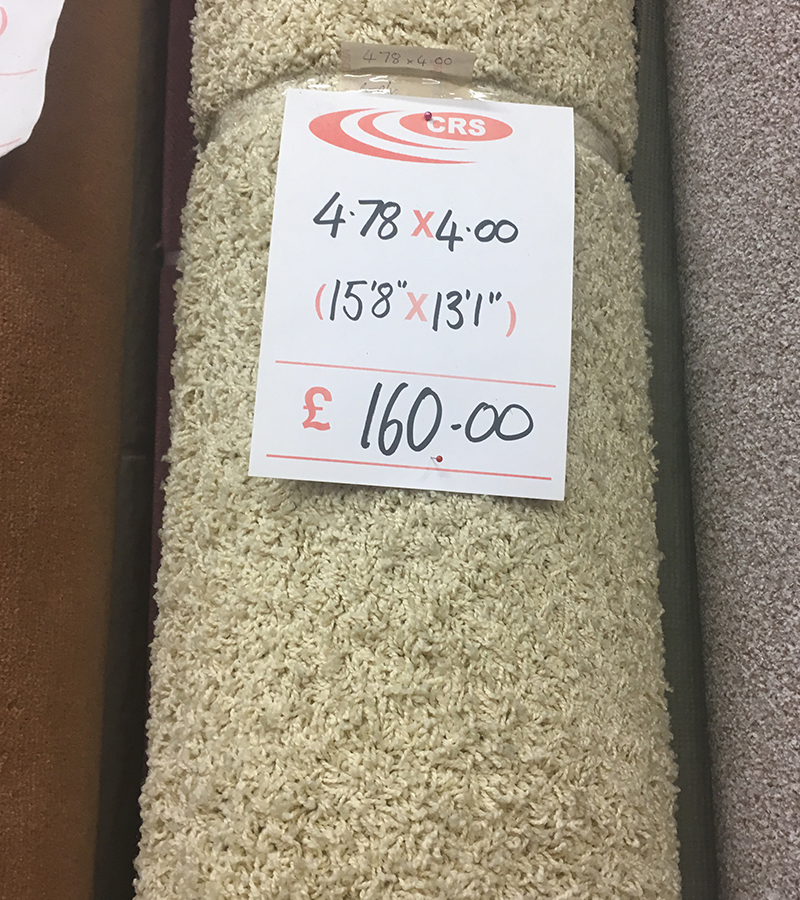 4.78 x 4.00
CRS
4.78 X 4.00
(15'8" X 13'1")
£ 160.00